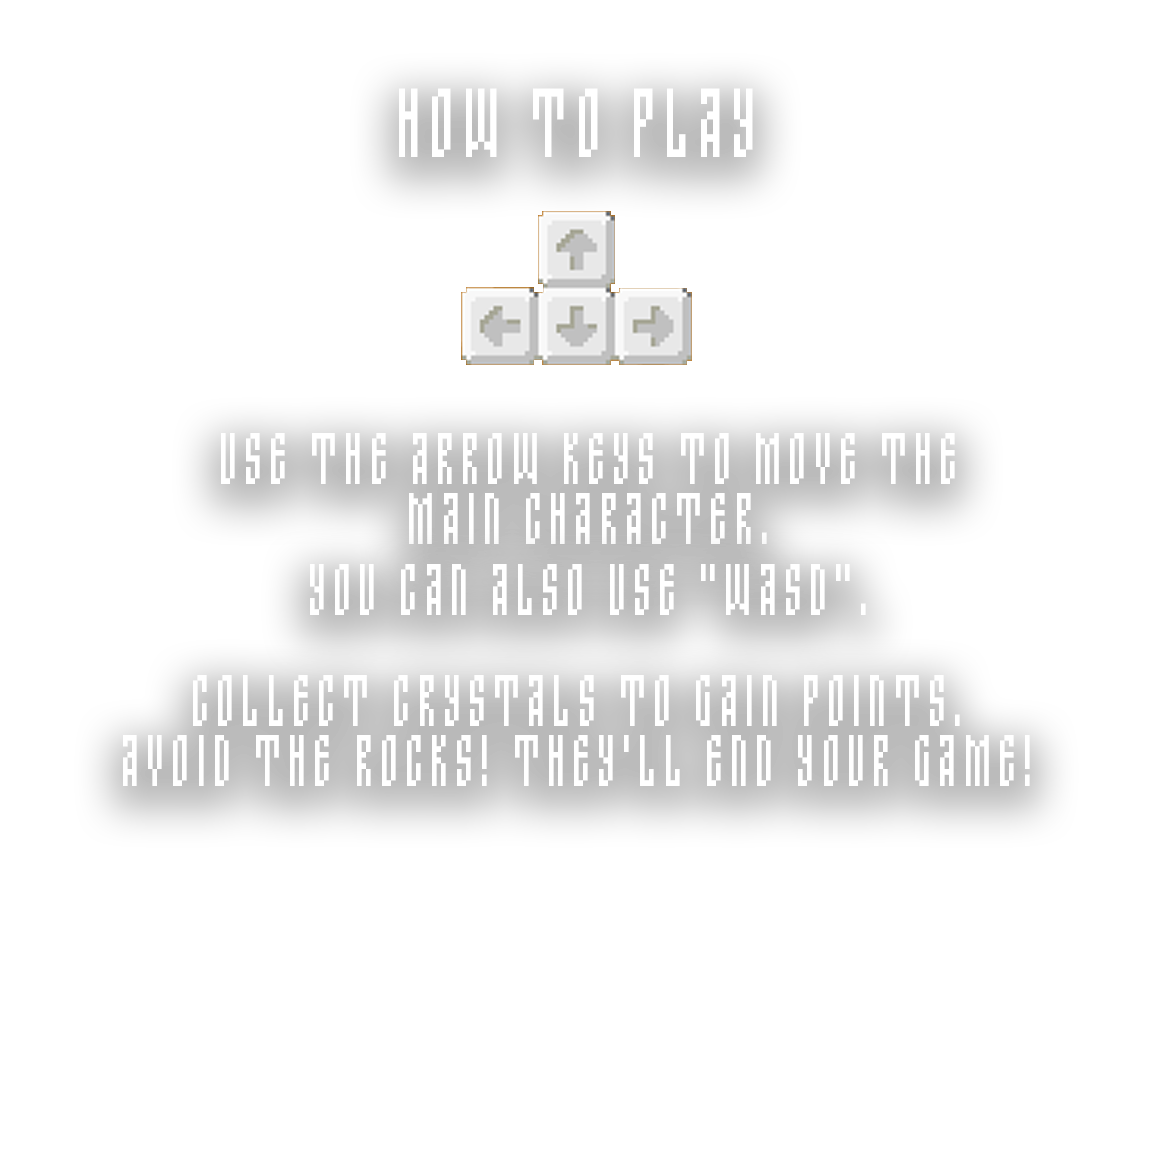 HOW TO PLAY
USE THE ARROW KEYS TO MOVE THE
MAIN CHARACTER.
YOU CAN ALSO USE "WASD".
COLLECT CRYSTALS TO GAIN POINTS.
AVOID THE ROCKS! THEY'LL END YOUR GAME!